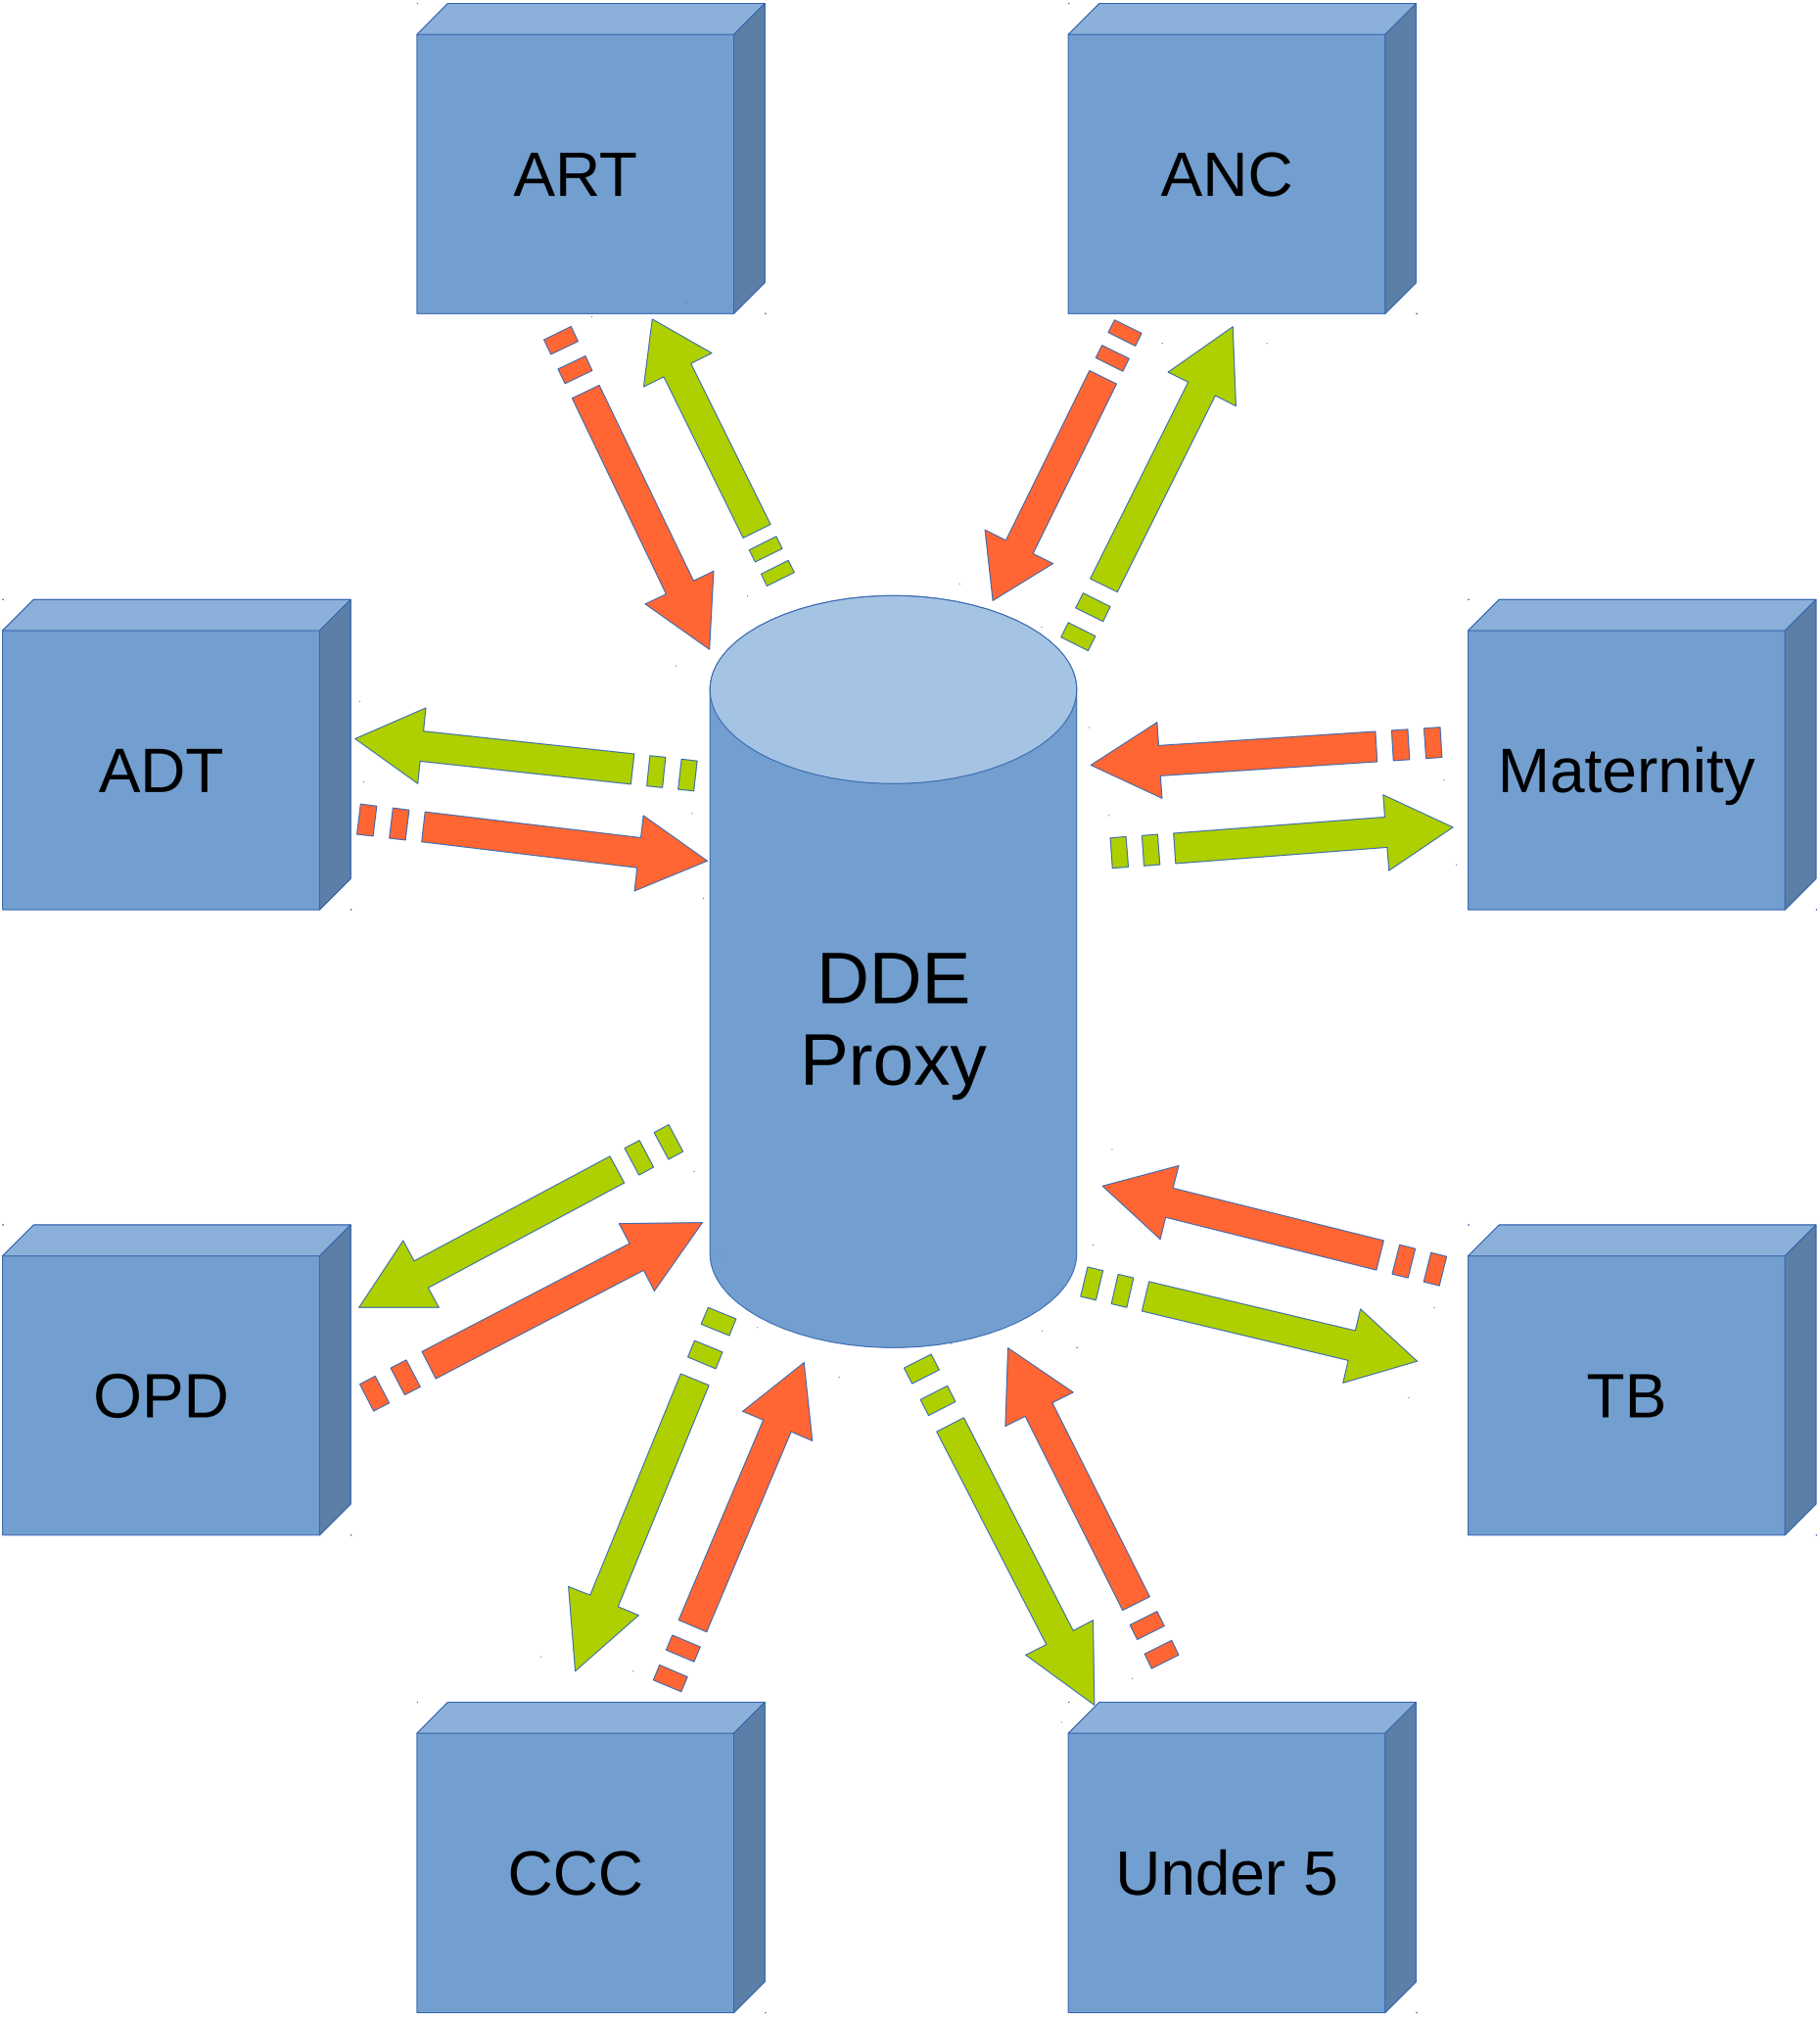 ART
ANC
ADT
Maternity
DDE
Proxy
OPD
TB
CCC
Under 5